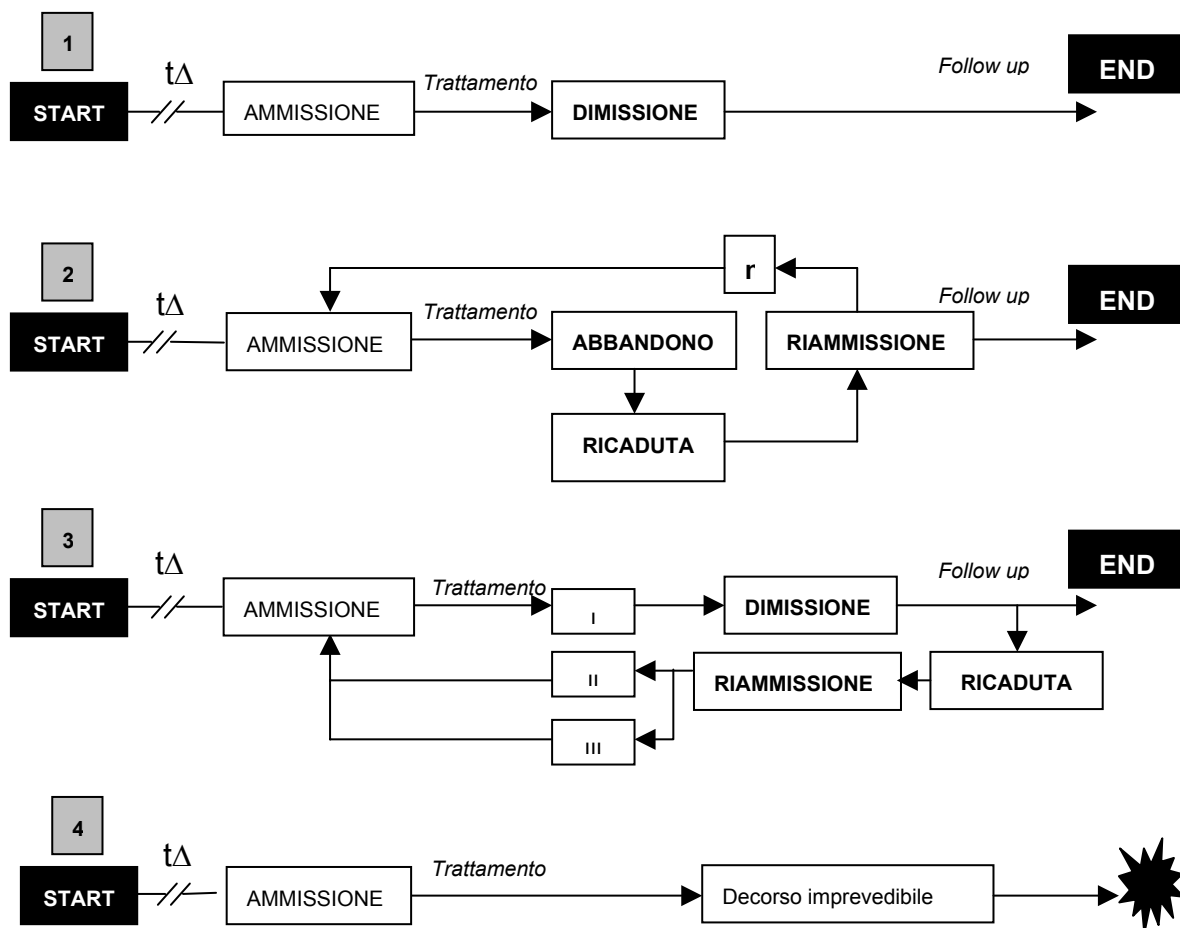 1
tΔ
Trattamento
Follow up
END
START
AMMISSIONE
DIMISSIONE
2
r
tΔ
Trattamento
Follow up
END
START
AMMISSIONE
ABBANDONO
RIAMMISSIONE
RICADUTA
3
tΔ
Trattamento
Follow up
END
START
AMMISSIONE
I
DIMISSIONE
II
RIAMMISSIONE
RICADUTA
III
4
tΔ
Trattamento
START
AMMISSIONE
Decorso imprevedibile